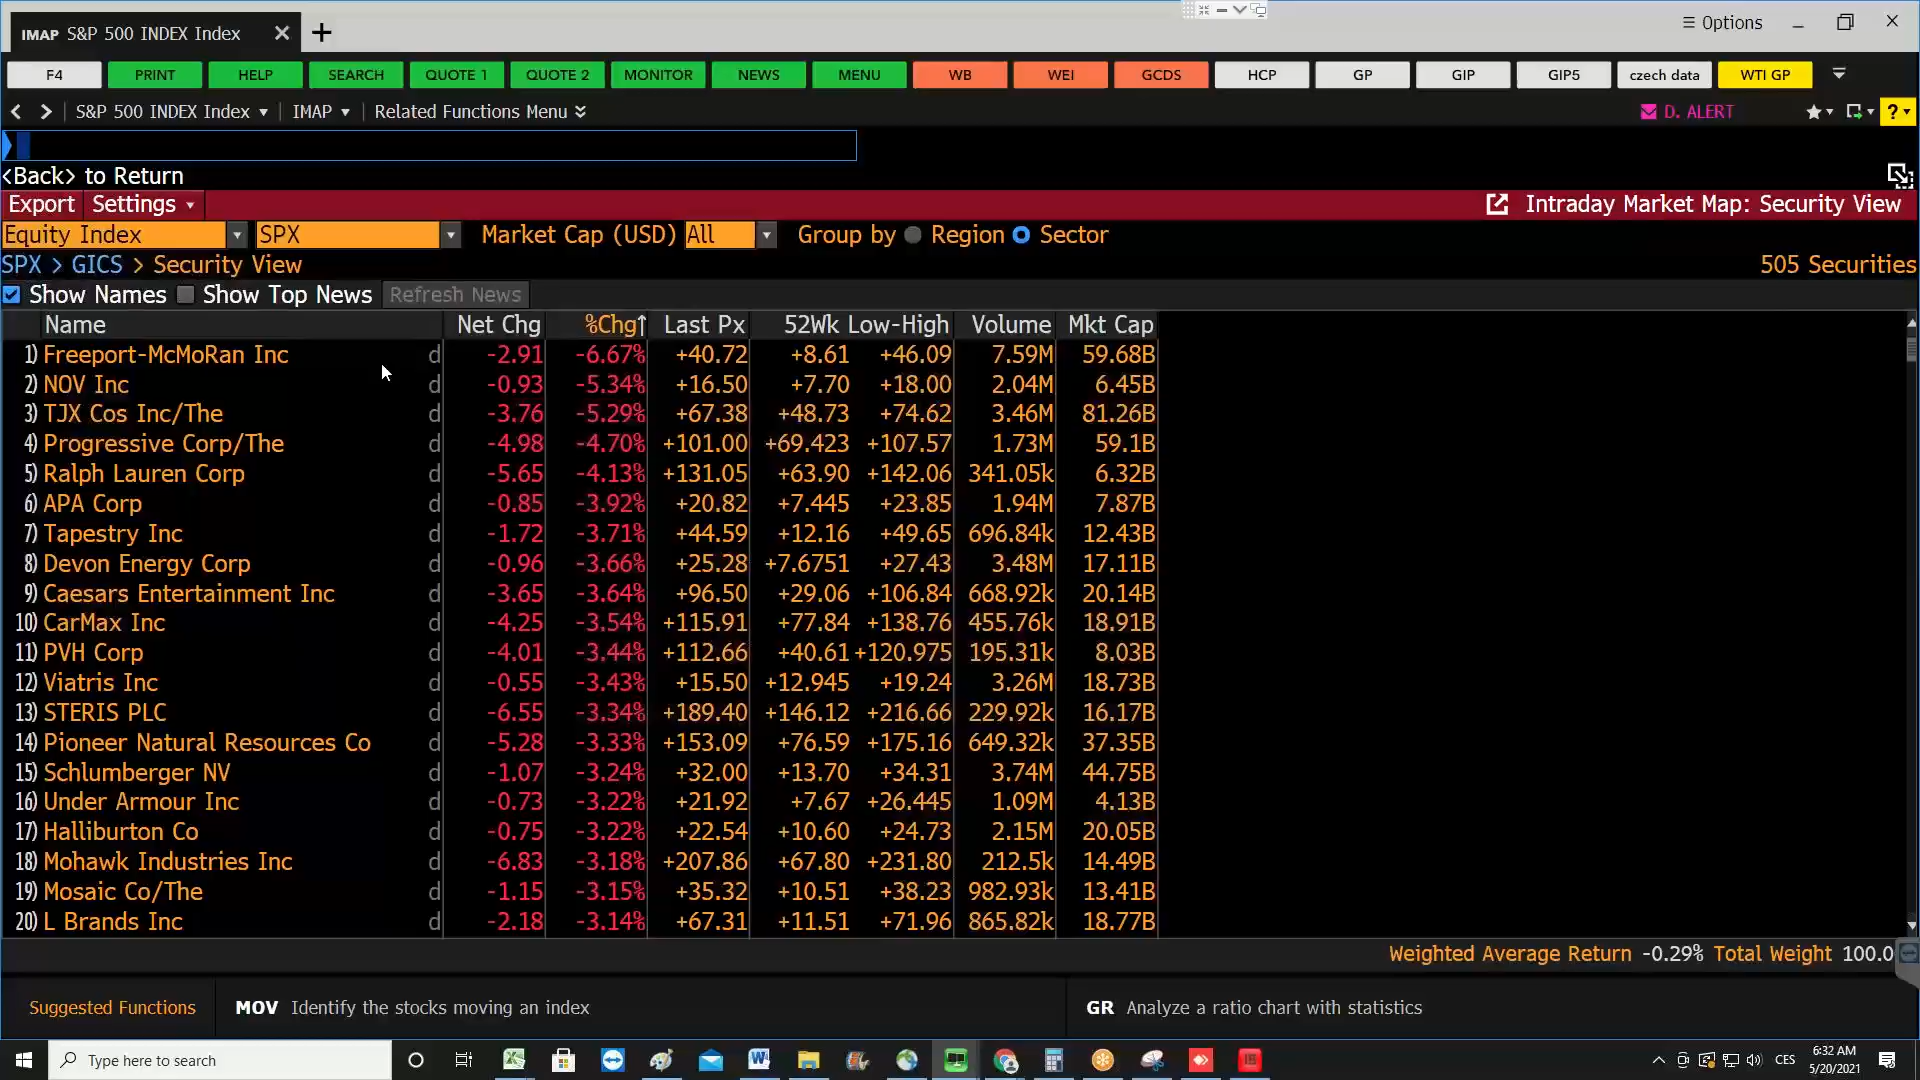 IMAP S&P 500 INDEX Index
Options
F4 PRINT HELP SEARCH QUOTE 1 QUOTE 2 MONITOR NEWS MENU WB WEI GCDS HCP GP GIP GIP5 czech data WTI GP
S&P 500 INDEX Index IMAP Related Functions Menu D. ALERT ?
<Back> to Return
Export Settings Intraday Market Map: Security View
Equity Index SPX Market Cap (USD) All Group by Region Sector
SPX > GICS > Security View 505 Securities
Show Names Show Top News Refresh News
Name Net Chg %Chg↑ Last Px 52Wk Low-High Volume Mkt Cap
1) Freeport-McMoRan Inc d -2.91 -6.67% +40.72 +8.61 +46.09 7.59M 59.68B
2) NOV Inc d -0.93 -5.34% +16.50 +7.70 +18.00 2.04M 6.45B
3) TJX Cos Inc/The d -3.76 -5.29% +67.38 +48.73 +74.62 3.46M 81.26B
4) Progressive Corp/The d -4.98 -4.70% +101.00 +69.423 +107.57 1.73M 59.1B
5) Ralph Lauren Corp d -5.65 -4.13% +131.05 +63.90 +142.06 341.05k 6.32B
6) APA Corp d -0.85 -3.92% +20.82 +7.445 +23.85 1.94M 7.87B
7) Tapestry Inc d -1.72 -3.71% +44.59 +12.16 +49.65 696.84k 12.43B
8) Devon Energy Corp d -0.96 -3.66% +25.28 +7.6751 +27.43 3.48M 17.11B
9) Caesars Entertainment Inc d -3.65 -3.64% +96.50 +29.06 +106.84 668.92k 20.14B
10) CarMax Inc d -4.25 -3.54% +115.91 +77.84 +138.76 455.76k 18.91B
11) PVH Corp d -4.01 -3.44% +112.66 +40.61 +120.975 195.31k 8.03B
12) Viatris Inc d -0.55 -3.43% +15.50 +12.945 +19.24 3.26M 18.73B
13) STERIS PLC d -6.55 -3.34% +189.40 +146.12 +216.66 229.92k 16.17B
14) Pioneer Natural Resources Co d -5.28 -3.33% +153.09 +76.59 +175.16 649.32k 37.35B
15) Schlumberger NV d -1.07 -3.24% +32.00 +13.70 +34.31 3.74M 44.75B
16) Under Armour Inc d -0.73 -3.22% +21.92 +7.67 +26.445 1.09M 4.13B
17) Halliburton Co d -0.75 -3.22% +22.54 +10.60 +24.73 2.15M 20.05B
18) Mohawk Industries Inc d -6.83 -3.18% +207.86 +67.80 +231.80 212.5k 14.49B
19) Mosaic Co/The d -1.15 -3.15% +35.32 +10.51 +38.23 982.93k 13.41B
20) L Brands Inc d -2.18 -3.14% +67.31 +11.51 +71.96 865.82k 18.77B
Weighted Average Return -0.29% Total Weight 100.0
Suggested Functions MOV Identify the stocks moving an index GR Analyze a ratio chart with statistics
Type here to search CES 6:32 AM
5/20/2021